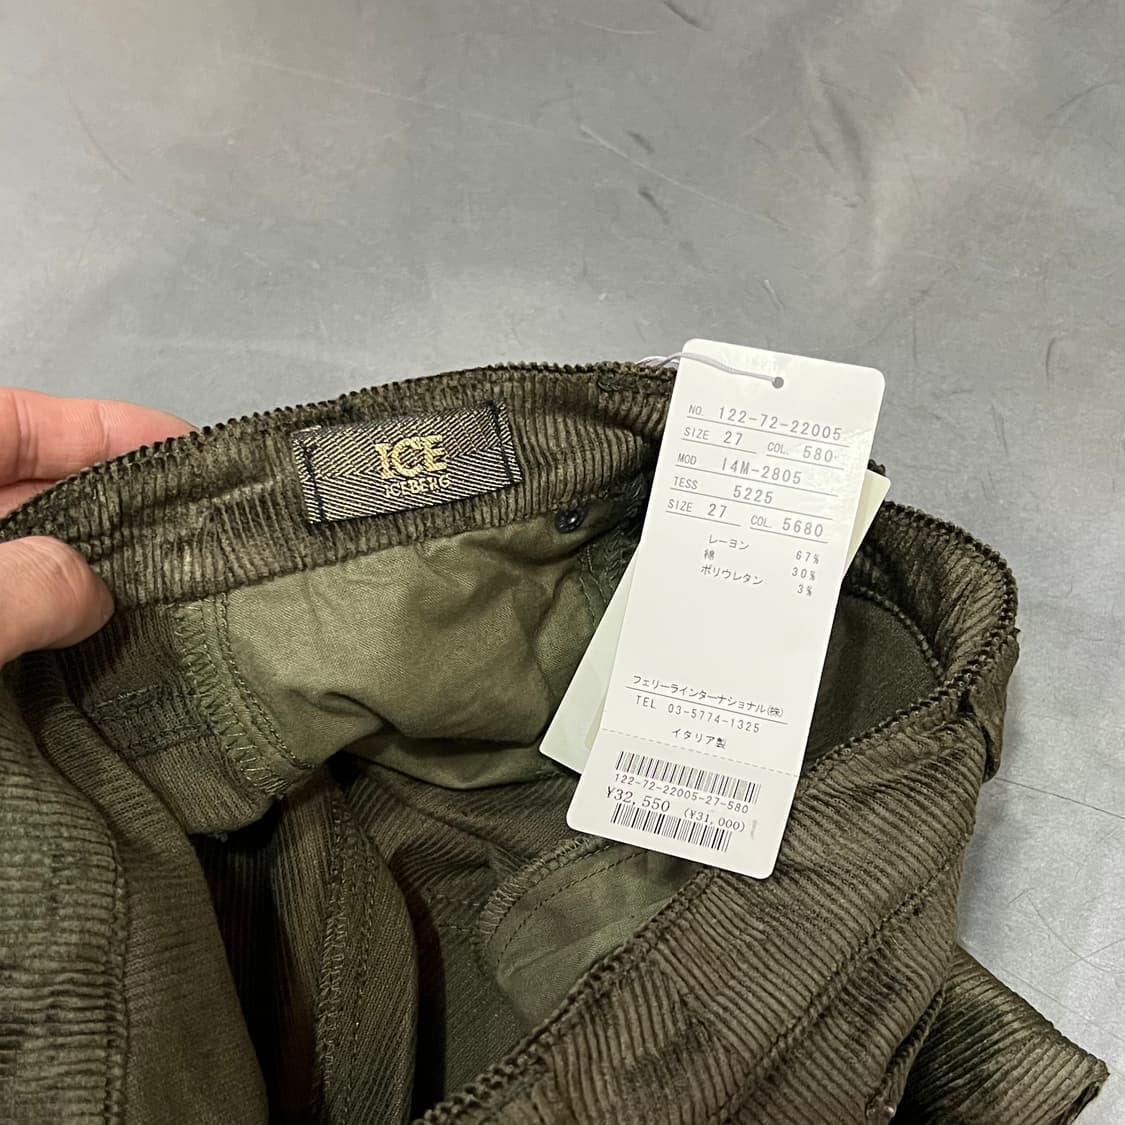 ICE
ICEBERG
NO. 122-72-22005
SIZE 27 COL. 580
MOD I4M-2805
TESS 5225
SIZE 27 COL. 5680
レーヨン 67%
綿 30%
ポリウレタン 3%
フェリーラインターナショナル(株)
TEL 03-5774-1325
イタリア製
122-72-22005-27-580
¥32,550 (¥31,000)